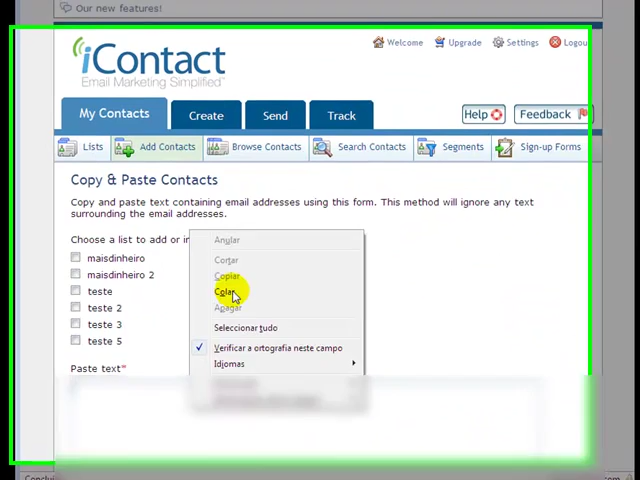 Our new features!
iContact
Email Marketing Simplified
Welcome Upgrade Settings Logou
My Contacts Create Send Track Help Feedback
Lists Add Contacts Browse Contacts Search Contacts Segments Sign-up Forms
Copy & Paste Contacts
Copy and paste text containing email addresses using this form. This method will ignore any text
surrounding the email addresses.
Choose a list to add or in
maisdinheiro
maisdinheiro 2
teste
teste 2
teste 3
teste 5
Paste text*
Anular
Cortar
Copiar
Colar
Apagar
Seleccionar tudo
Verificar a ortografia neste campo
Idiomas